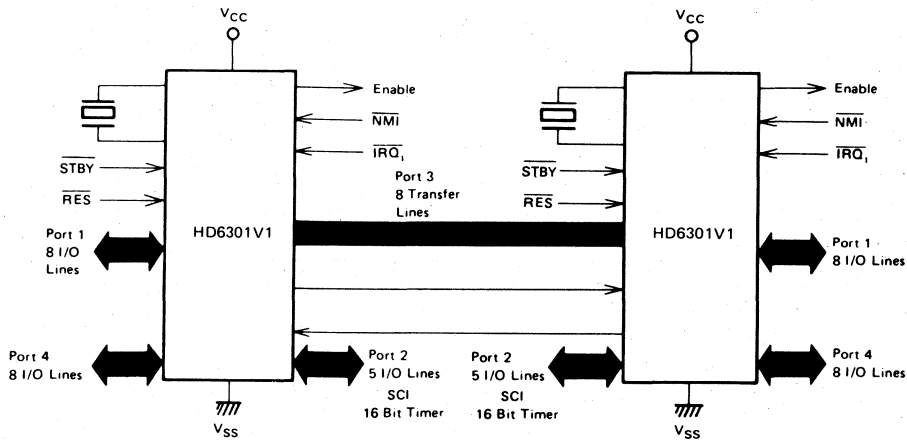 VCC
Enable
NMI
IRQ1
STBY
RES
Port 1
8 I/O
Lines
HD6301V1
Port 4
8 I/O Lines
VSS
Port 2
5 I/O Lines
SCI
16 Bit Timer
Port 3
8 Transfer
Lines
VCC
Enable
NMI
IRQ1
STBY
RES
HD6301V1
Port 1
8 I/O Lines
Port 2
5 I/O Lines
SCI
16 Bit Timer
Port 4
8 I/O Lines
VSS